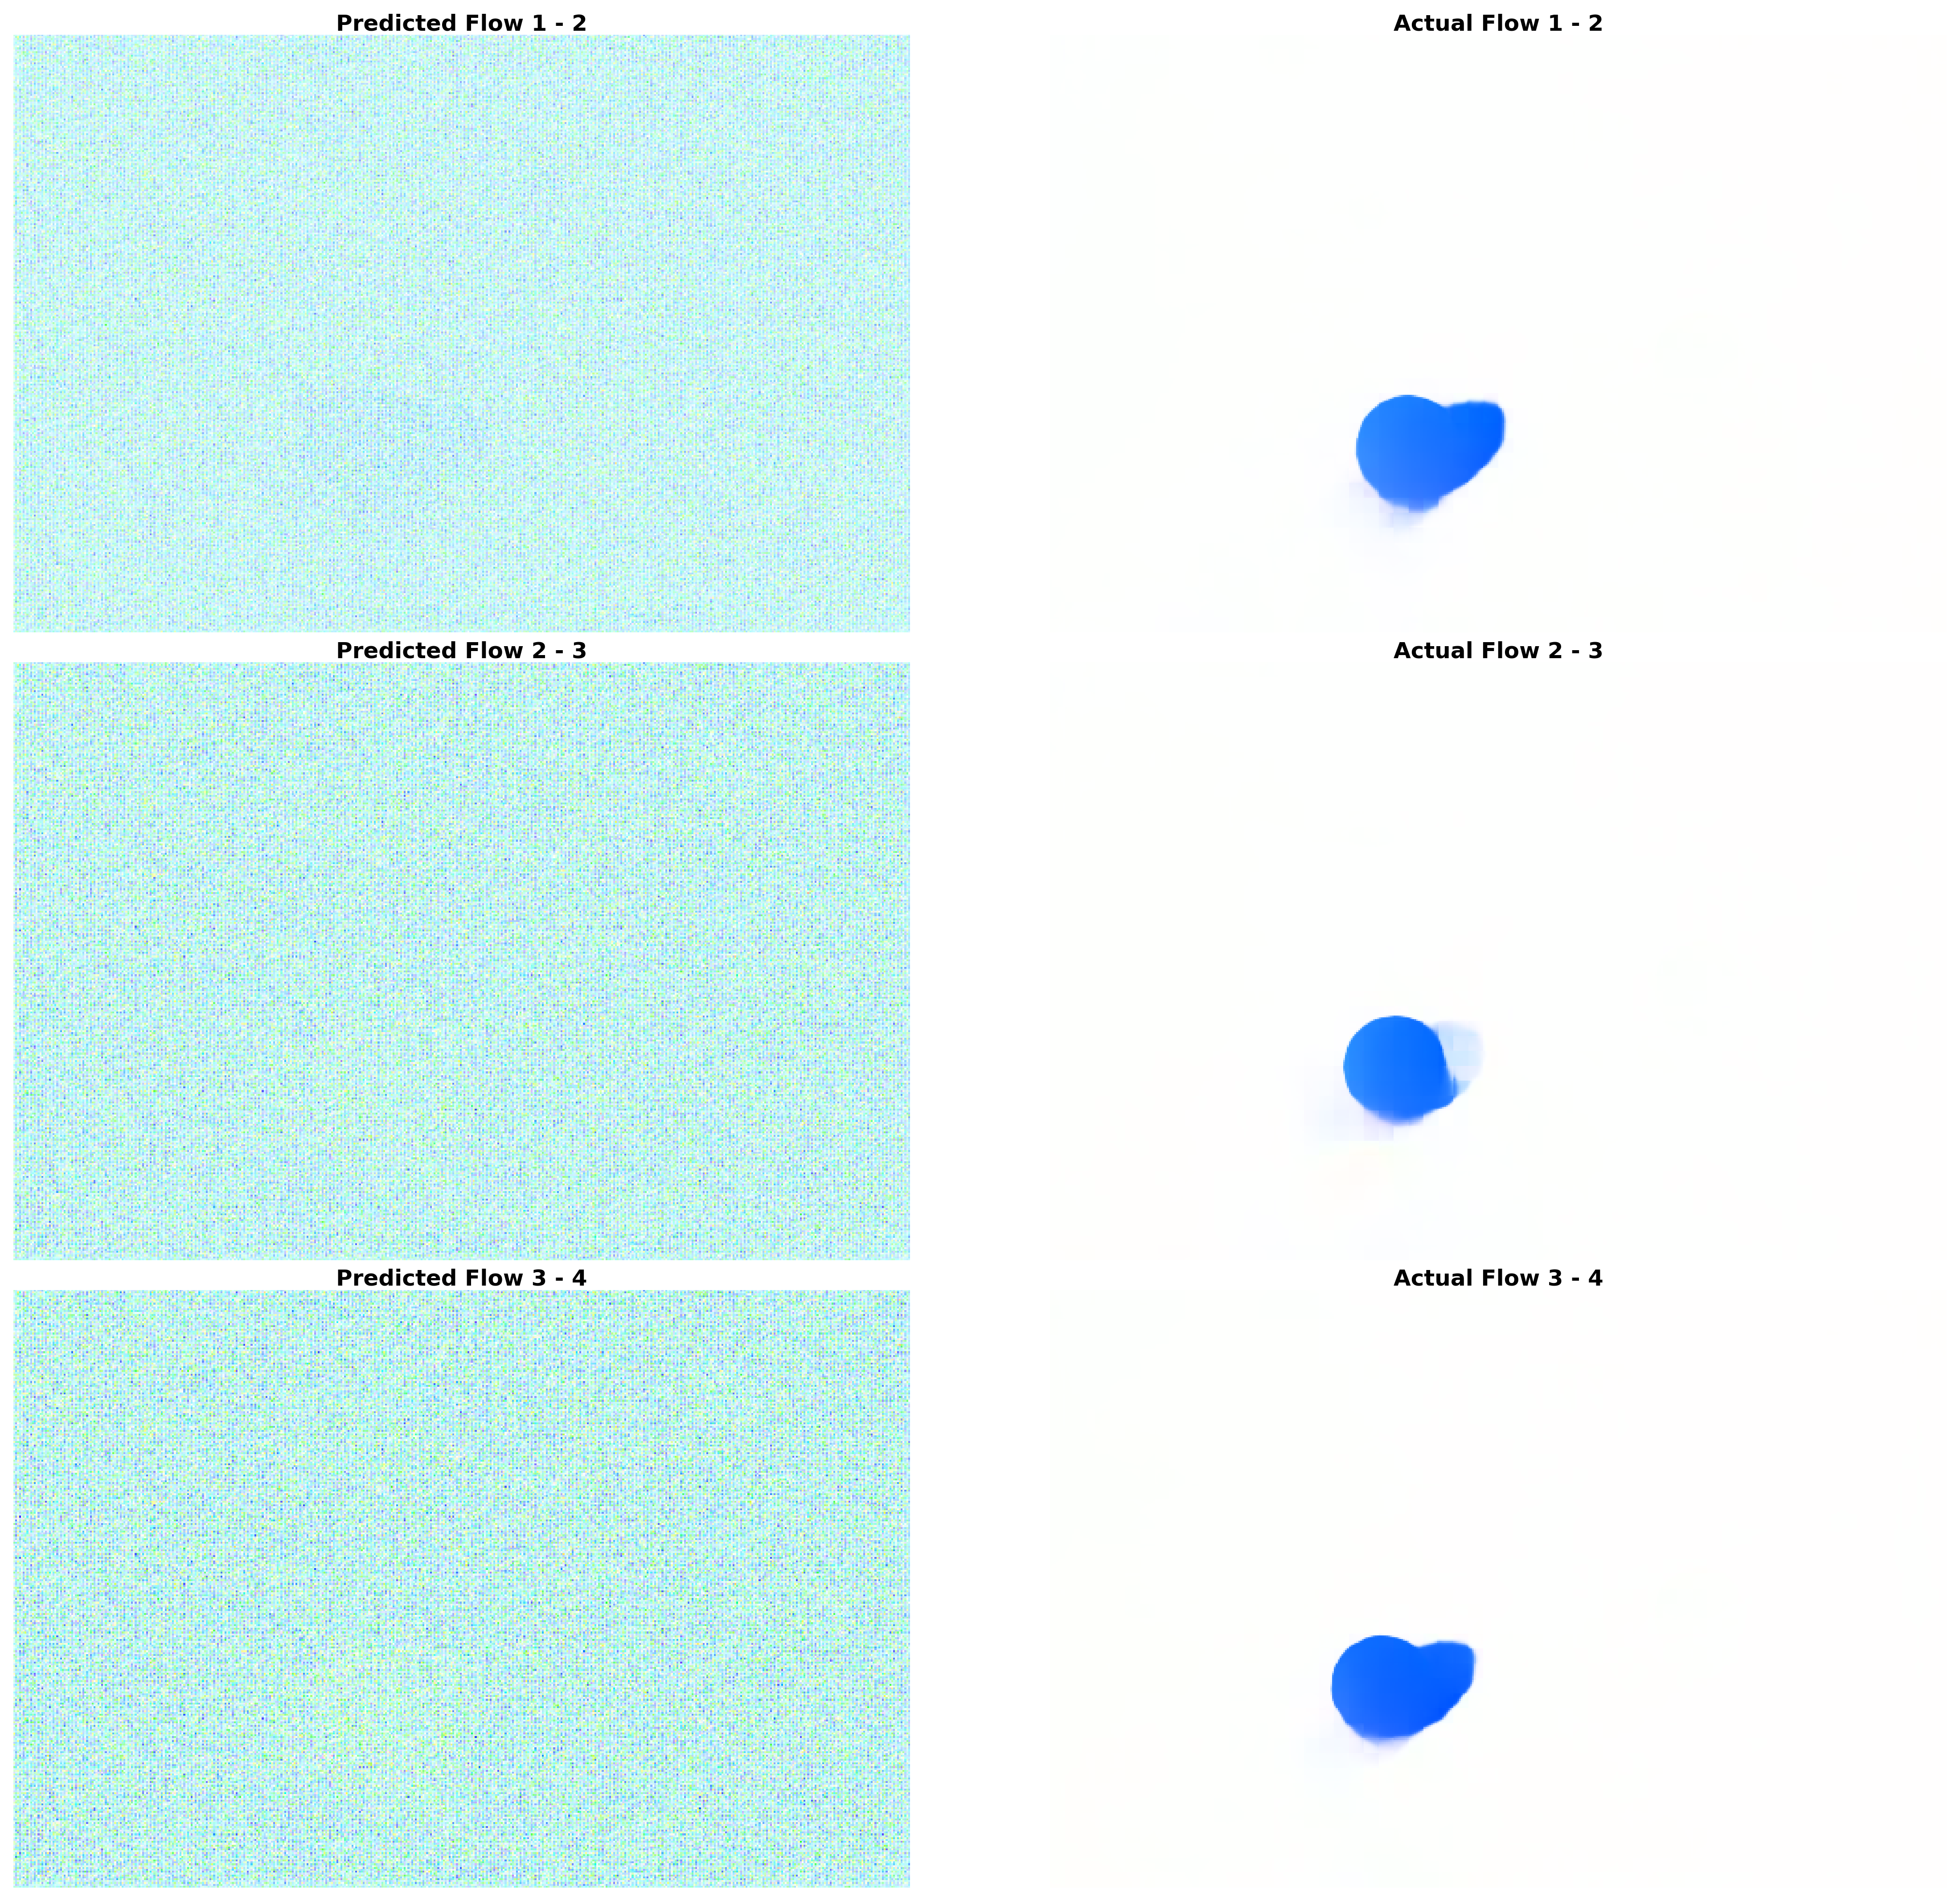 Predicted Flow 1 - 2
Actual Flow 1 - 2
Predicted Flow 2 - 3
Actual Flow 2 - 3
Predicted Flow 3 - 4
Actual Flow 3 - 4